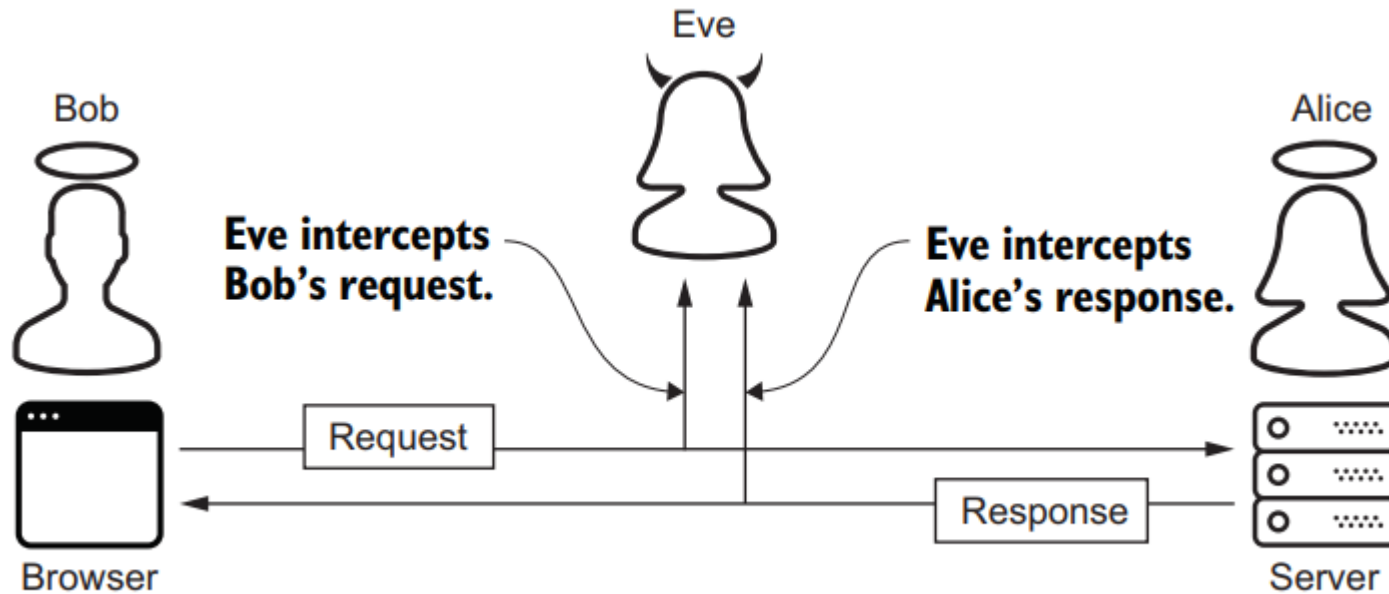 Eve
Bob
Alice
Eve intercepts
Bob’s request.
Eve intercepts
Alice’s response.
Request
Response
Browser
Server